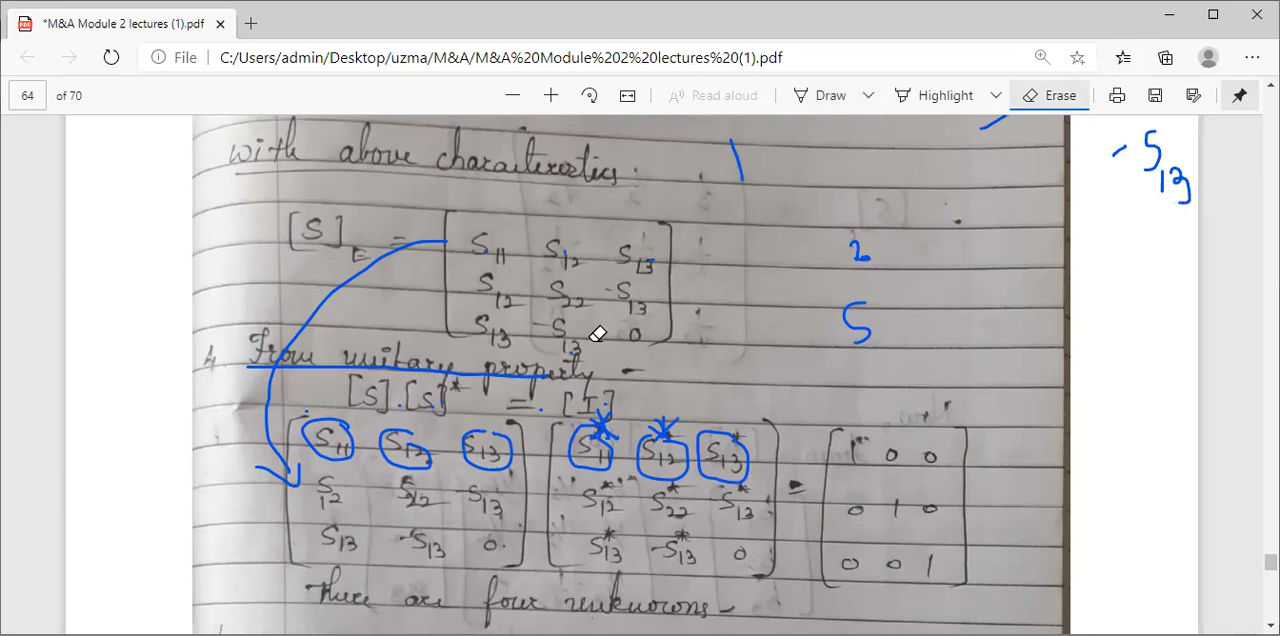 *M&A Module 2 lectures (1).pdf
File C:/Users/admin/Desktop/uzma/M&A/M&A%20Module%202%20lectures%20(1).pdf
64 of 70 Read aloud Draw Highlight Erase
with above charaiterostics.
- S13
[S]E = [ S11 S12 S13
S12 S22 -S13
S13 -S13 0 ]
2
5
4. From unitary property -
[S].[S]* = [I]
[ S11 S12 S13 ] [ S11* S12* S13* ] = [ 1 0 0 ]
S12 S22 -S13 S12* S22* -S13* 0 1 0
S13 -S13 0 S13* -S13* 0 0 0 1
There are four unknowns -